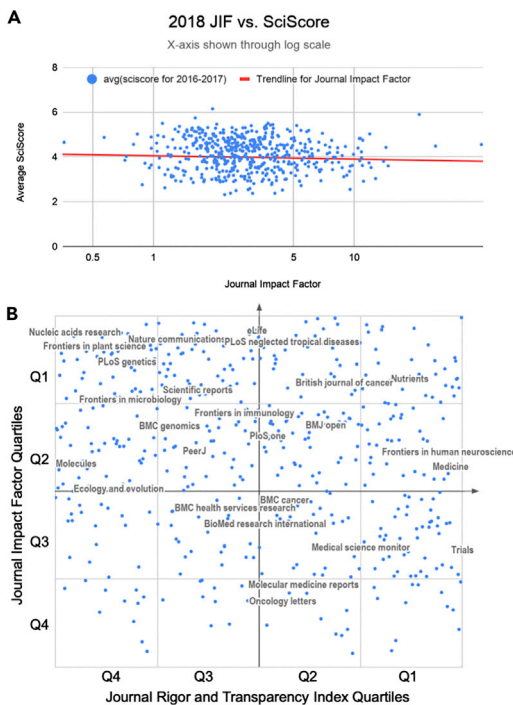 A
2018 JIF vs. SciScore
X-axis shown through log scale
avg(sciscore for 2016-2017)
Trendline for Journal Impact Factor
Average SciScore
8
6
4
2
0
0.5
1
5
10
Journal Impact Factor
B
Journal Impact Factor Quartiles
Q1
Q2
Q3
Q4
Nucleic acids research
eLife
Nature communications
PLoS neglected tropical diseases
Frontiers in plant science
PLoS genetics
British journal of cancer
Nutrients
Scientific reports
Frontiers in microbiology
Frontiers in immunology
BMC genomics
BMJ open
PloS one
PeerJ
Frontiers in human neuroscience
Molecules
Medicine
Ecology and evolution
BMC cancer
BMC health services research
BioMed research international
Medical science monitor
Trials
Molecular medicine reports
Oncology letters
Q4
Q3
Q2
Q1
Journal Rigor and Transparency Index Quartiles